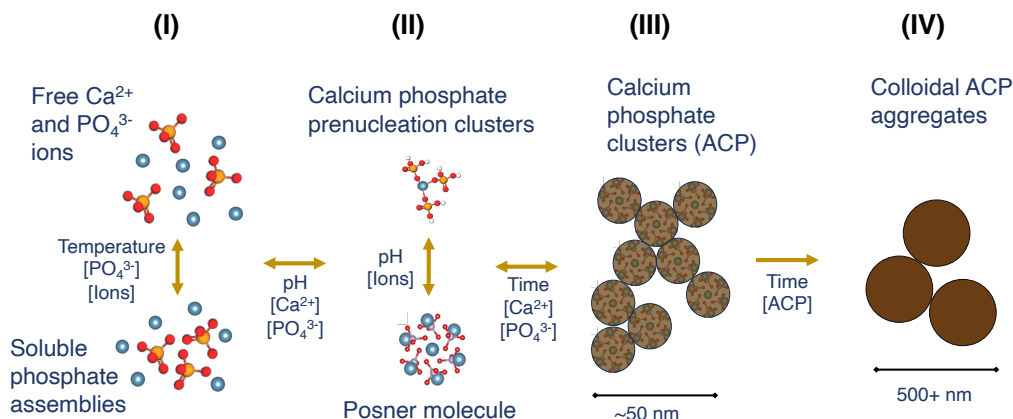 (I)
(II)
(III)
(IV)
Free Ca²⁺
and PO₄³⁻
ions
Temperature
[PO₄³⁻]
[Ions]
Soluble
phosphate
assemblies
pH
[Ca²⁺]
[PO₄³⁻]
Calcium phosphate
prenucleation clusters
pH
[Ions]
Posner molecule
Time
[Ca²⁺]
[PO₄³⁻]
Calcium
phosphate
clusters (ACP)
~50 nm
Time
[ACP]
Colloidal ACP
aggregates
500+ nm